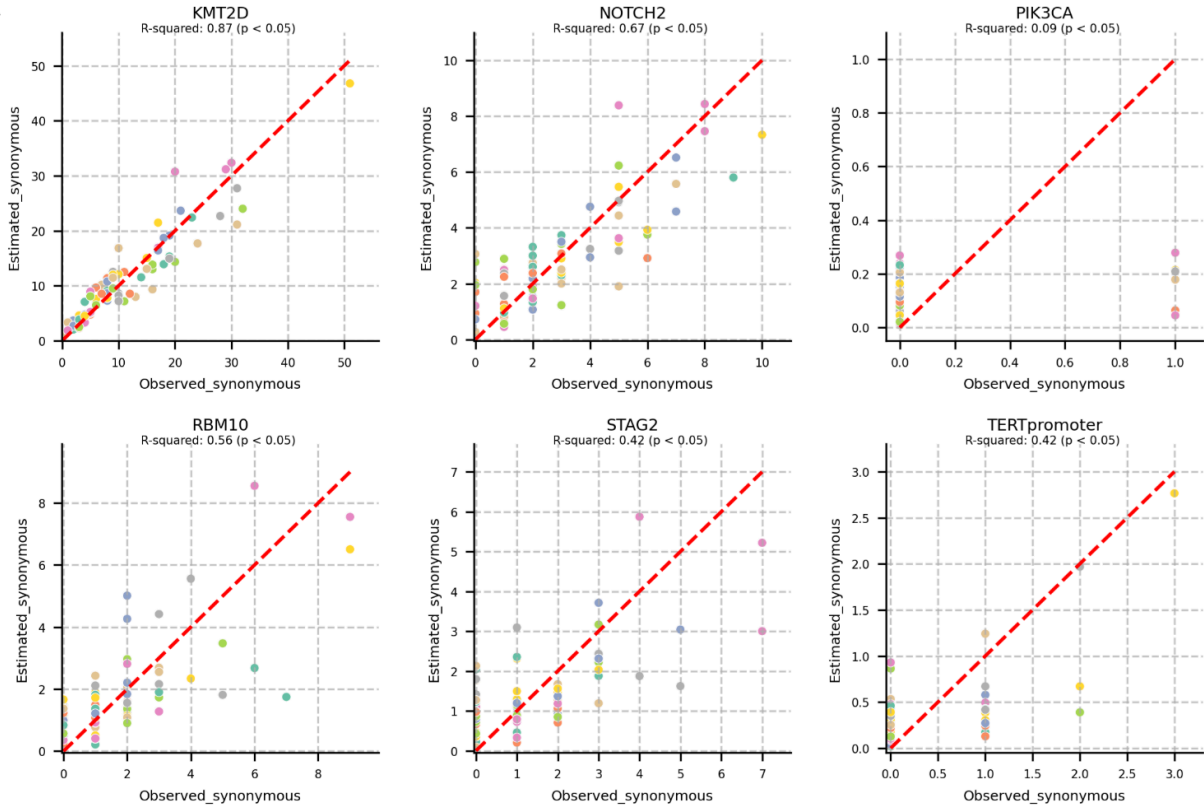 KMT2D
R-squared: 0.87 (p < 0.05)
Estimated_synonymous
50
40
30
20
10
0
0 10 20 30 40 50
Observed_synonymous
NOTCH2
R-squared: 0.67 (p < 0.05)
Estimated_synonymous
10
8
6
4
2
0
0 2 4 6 8 10
Observed_synonymous
PIK3CA
R-squared: 0.09 (p < 0.05)
Estimated_synonymous
1.0
0.8
0.6
0.4
0.2
0.0
0.0 0.2 0.4 0.6 0.8 1.0
Observed_synonymous
RBM10
R-squared: 0.56 (p < 0.05)
Estimated_synonymous
8
6
4
2
0
0 2 4 6 8
Observed_synonymous
STAG2
R-squared: 0.42 (p < 0.05)
Estimated_synonymous
7
6
5
4
3
2
1
0
0 1 2 3 4 5 6 7
Observed_synonymous
TERTpromoter
R-squared: 0.42 (p < 0.05)
Estimated_synonymous
3.0
2.5
2.0
1.5
1.0
0.5
0.0
0.0 0.5 1.0 1.5 2.0 2.5 3.0
Observed_synonymous